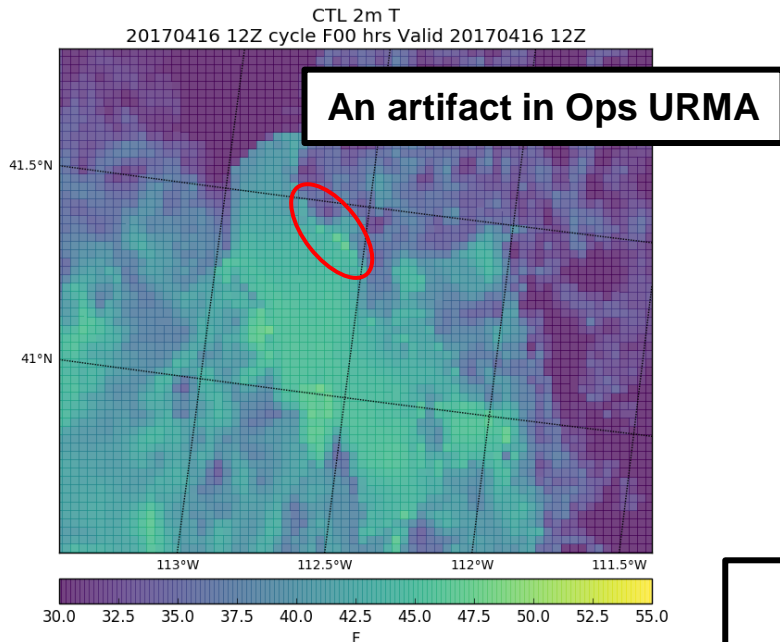 CTL 2m T
20170416 12Z cycle F00 hrs Valid 20170416 12Z
An artifact in Ops URMA
41.5°N
41°N
113°W 112.5°W 112°W 111.5°W
30.0 32.5 35.0 37.5 40.0 42.5 45.0 47.5 50.0 52.5 55.0
F